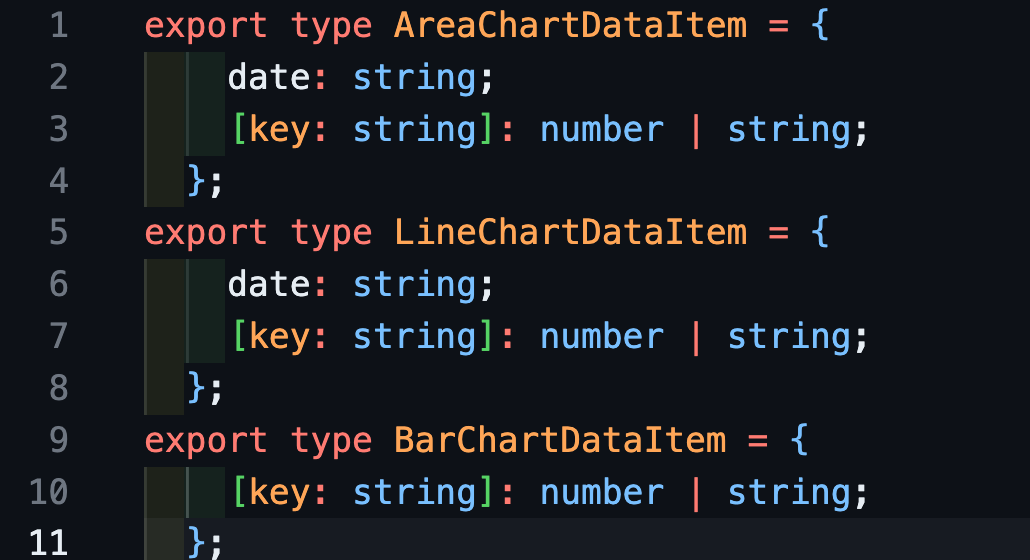 1 export type AreaChartDataItem = {
2 date: string;
3 [key: string]: number | string;
4 };
5 export type LineChartDataItem = {
6 date: string;
7 [key: string]: number | string;
8 };
9 export type BarChartDataItem = {
10 [key: string]: number | string;
11 };